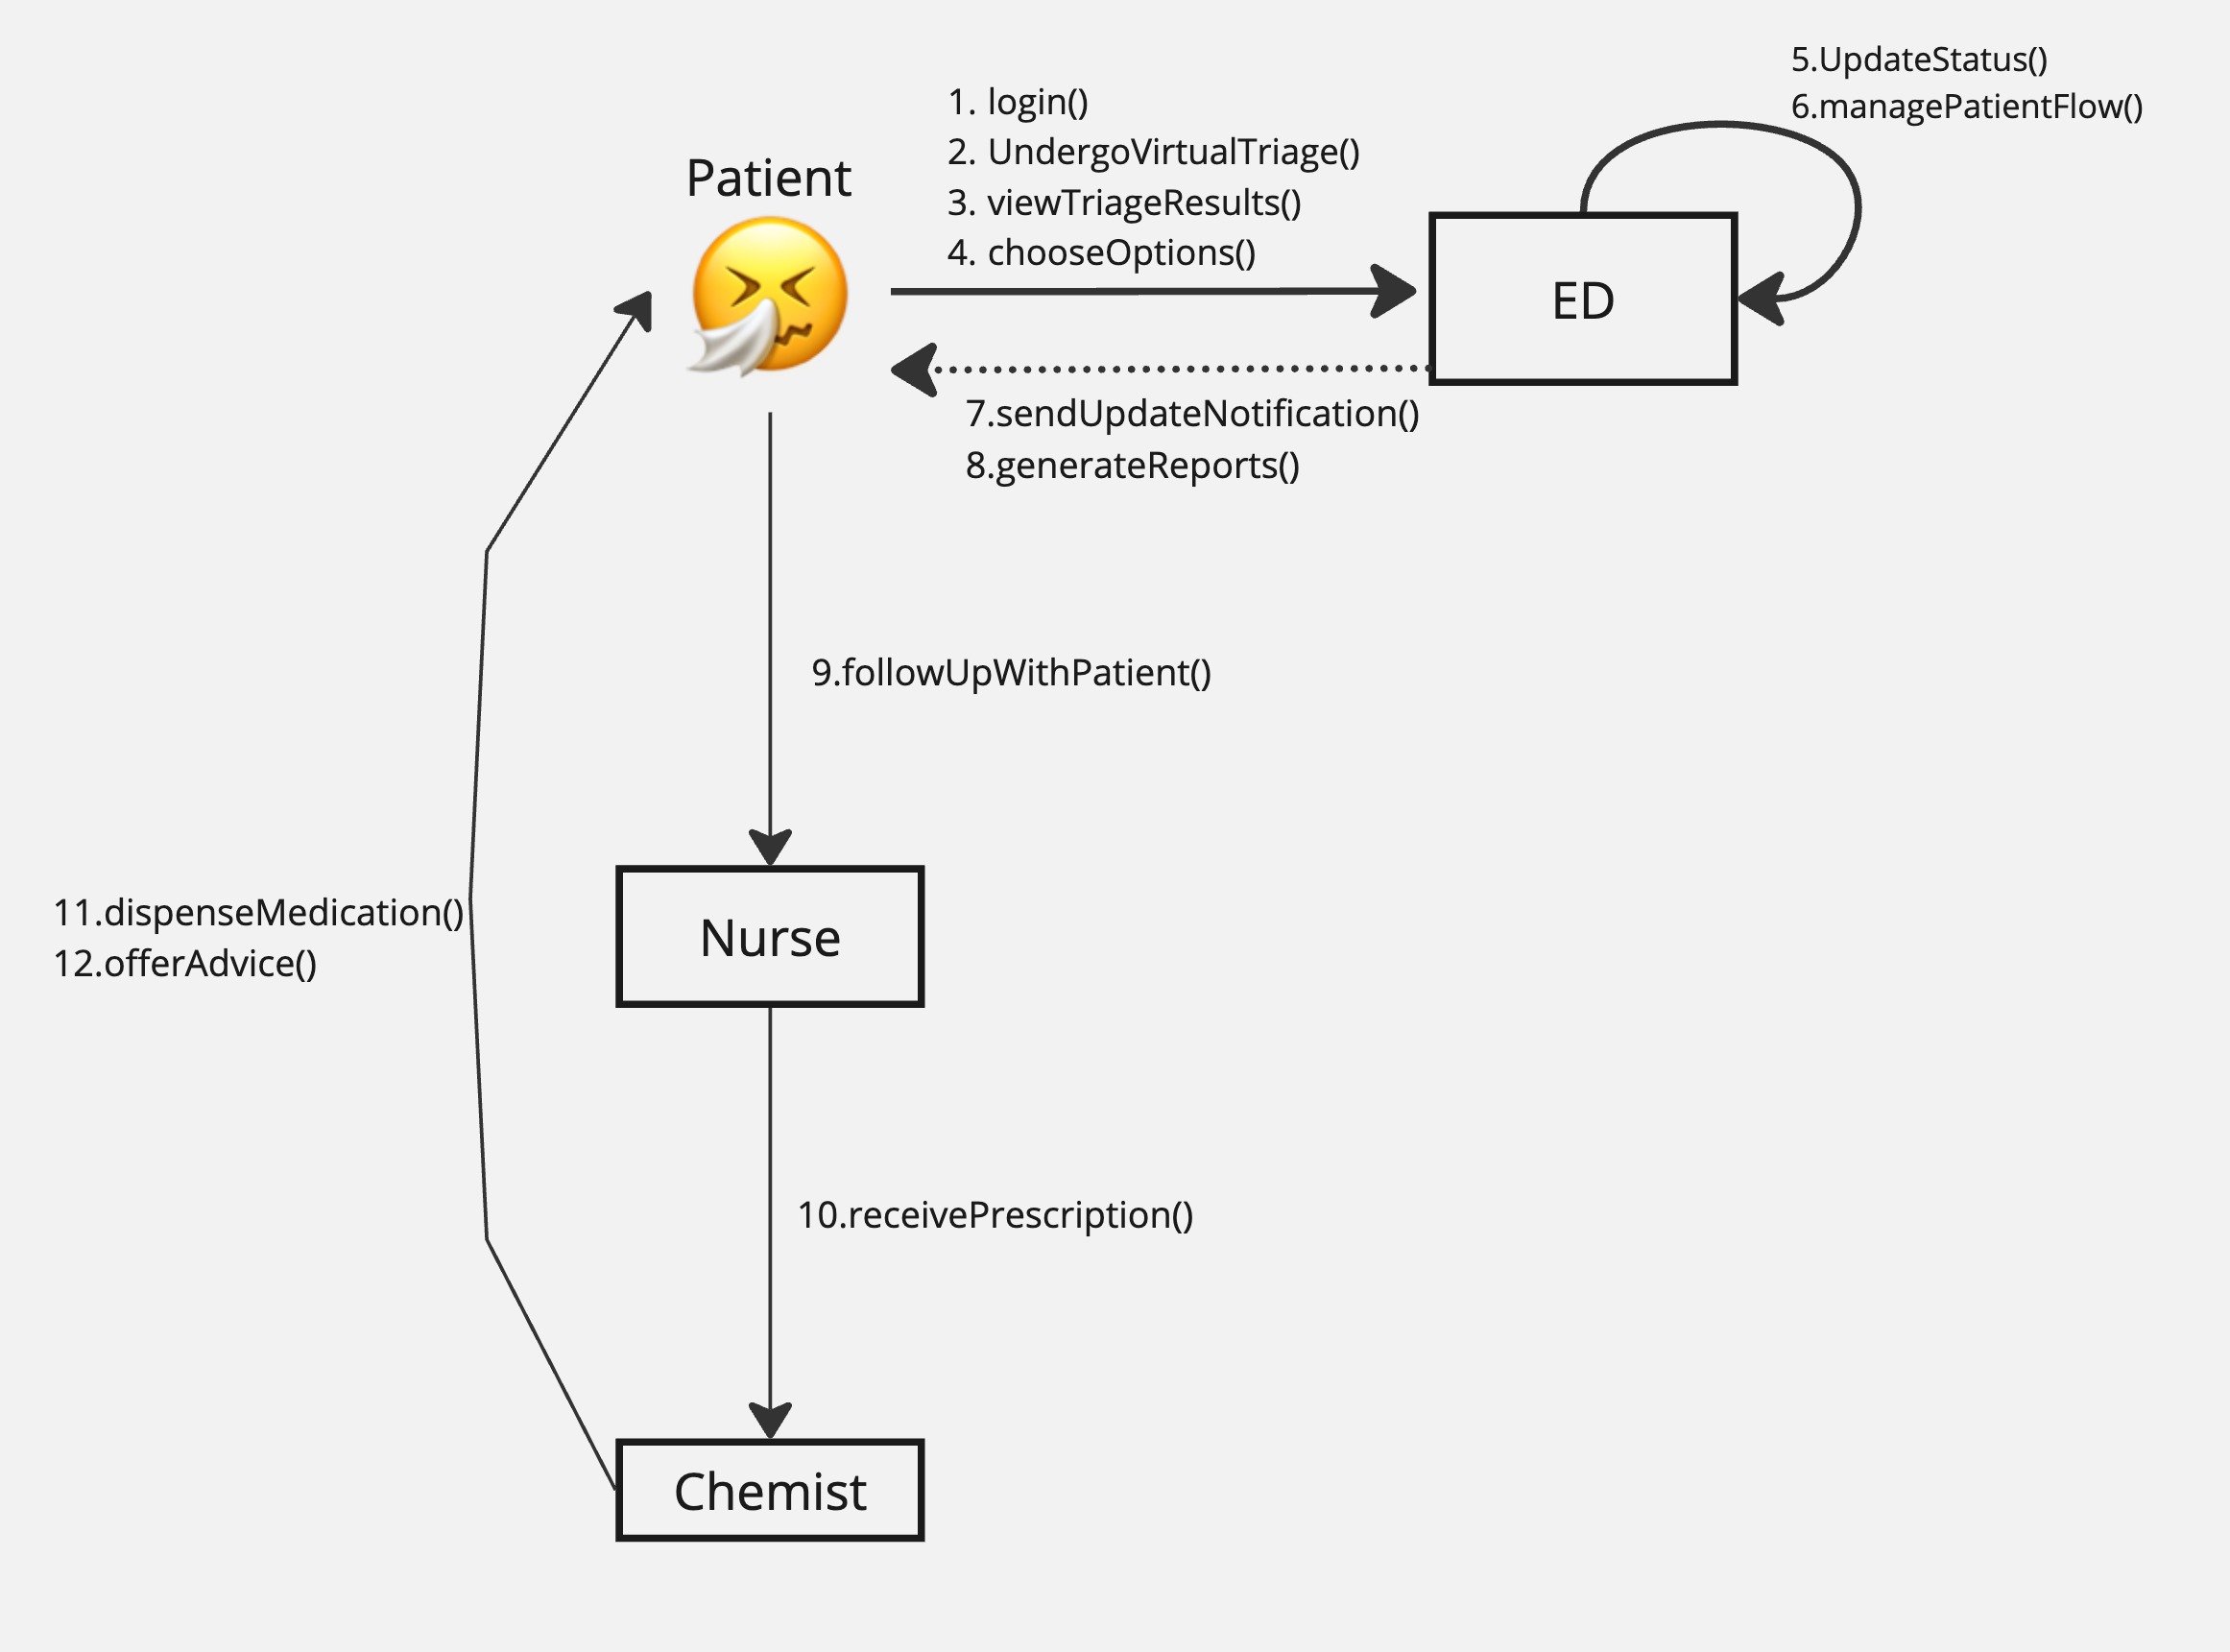 5.UpdateStatus()
6.managePatientFlow()
1. login()
2. UndergoVirtualTriage()
3. viewTriageResults()
4. chooseOptions()
Patient
ED
7.sendUpdateNotification()
8.generateReports()
9.followUpWithPatient()
11.dispenseMedication()
12.offerAdvice()
Nurse
10.receivePrescription()
Chemist